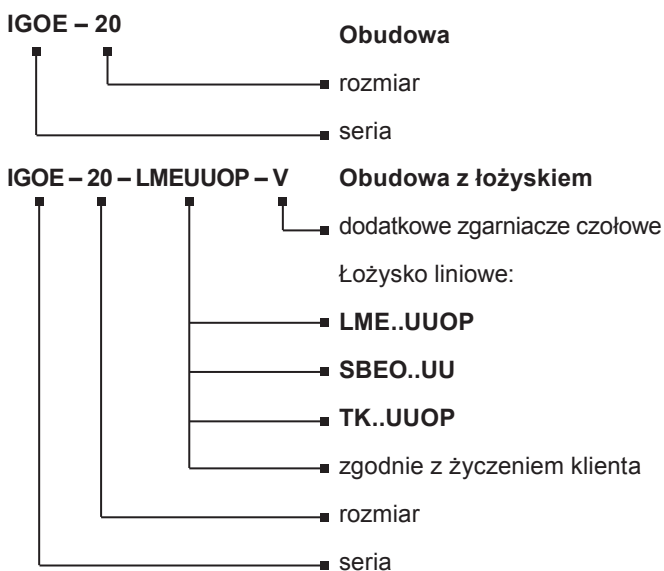 IGOE – 20
Obudowa
rozmiar
seria
IGOE – 20 – LMEUUOP – V Obudowa z łożyskiem
dodatkowe zgarniacze czołowe
Łożysko liniowe:
LME..UUOP
SBEO..UU
TK..UUOP
zgodnie z życzeniem klienta
rozmiar
seria